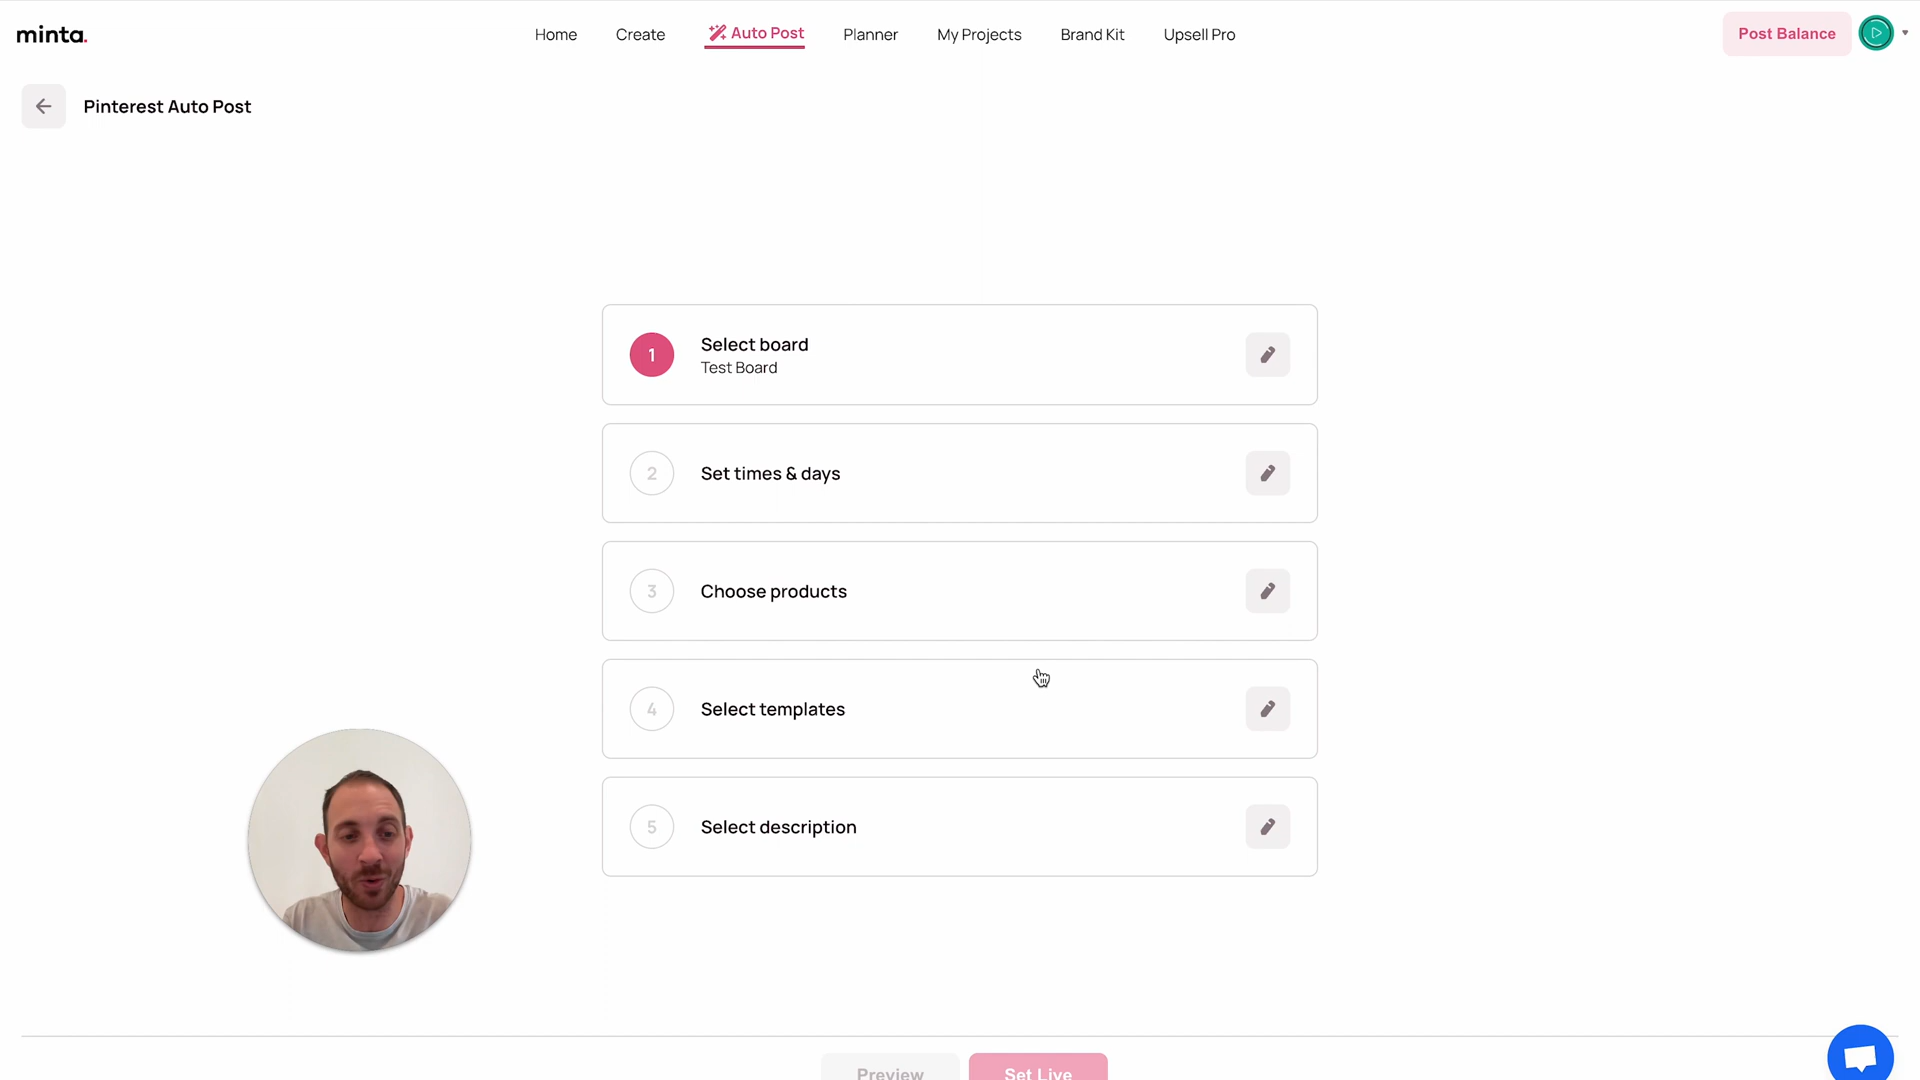 minta.
Home
Create
Auto Post
Planner
My Projects
Brand Kit
Upsell Pro
Post Balance
Pinterest Auto Post
1
Select board
Test Board
2
Set times & days
3
Choose products
4
Select templates
5
Select description
Preview
Set Live